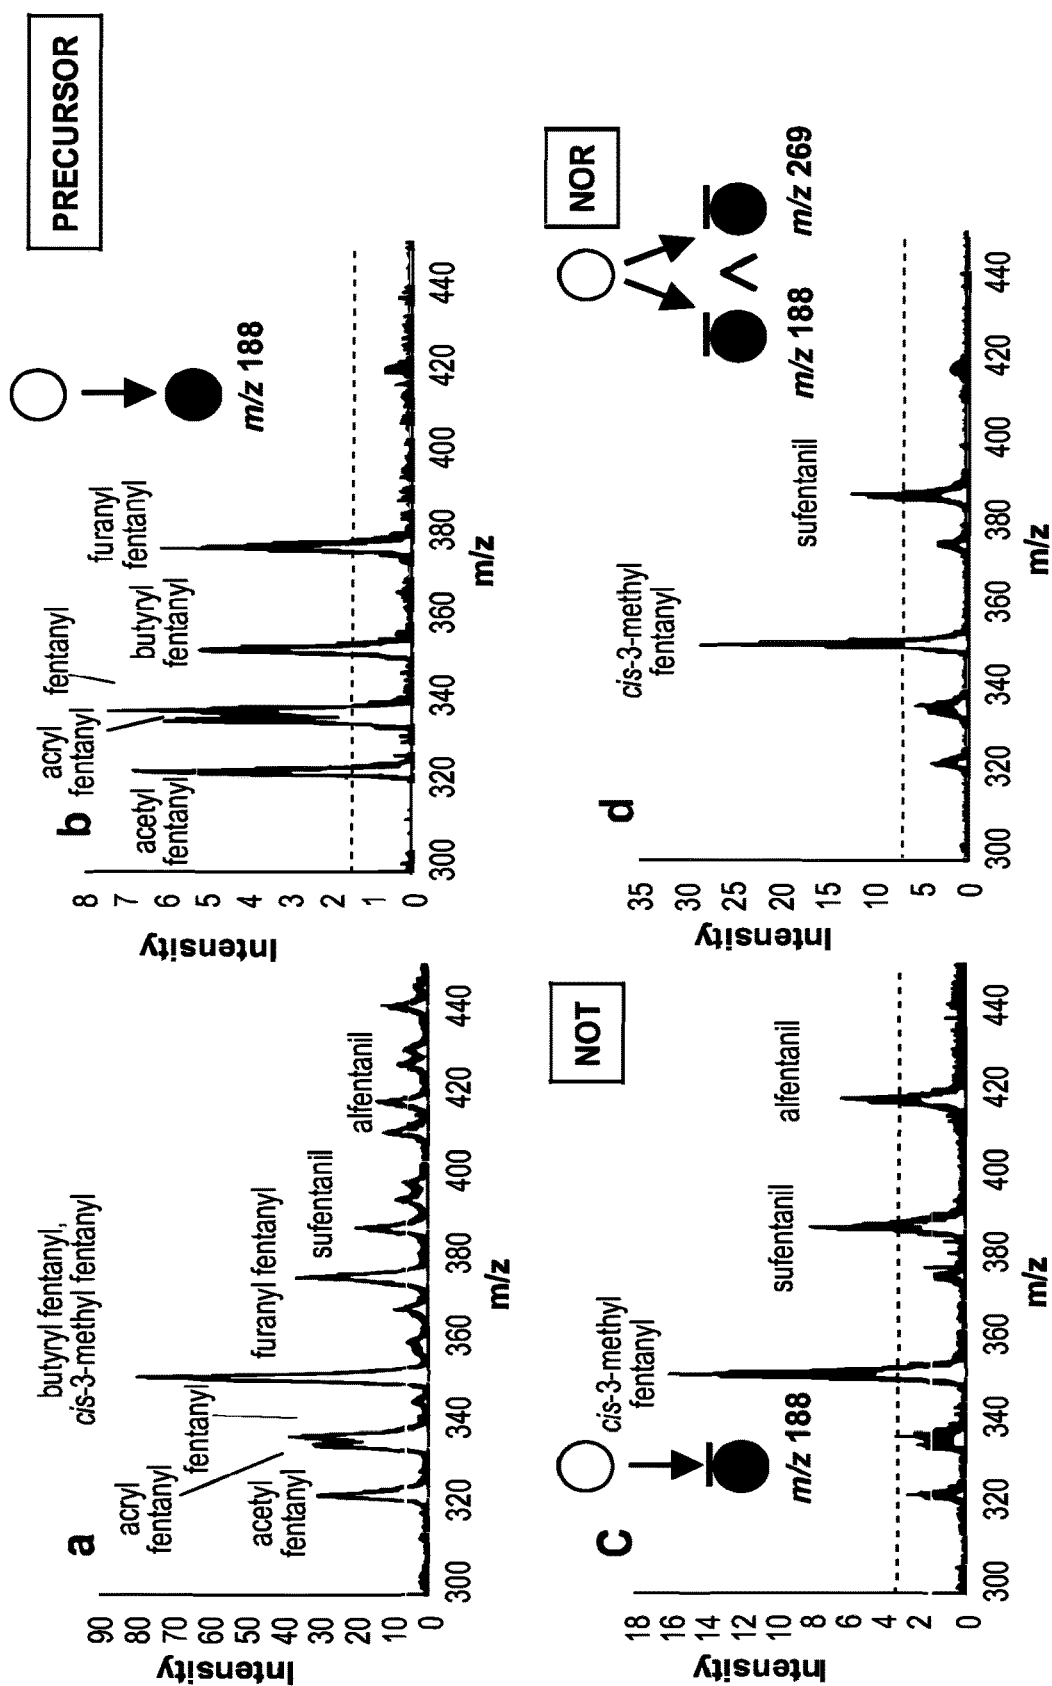 a
Intensity
90
80
70
60
50
40
30
20
10
0
300
320
340
360
380
400
420
440
m/z
acetyl
fentanyl
acryl
fentanyl
fentanyl
butyryl fentanyl,
cis-3-methyl fentanyl
furanyl fentanyl
sufentanil
alfentanil
PRECURSOR
b
Intensity
8
7
6
5
4
3
2
1
0
300
320
340
360
380
400
420
440
m/z
acetyl
fentanyl
acryl
fentanyl
fentanyl
butyryl
fentanyl
furanyl
fentanyl
m/z 188
NOT
c
Intensity
18
16
14
12
10
8
6
4
2
0
300
320
340
360
380
400
420
440
m/z
m/z 188
cis-3-methyl
fentanyl
sufentanil
alfentanil
NOR
d
Intensity
35
30
25
20
15
10
5
0
300
320
340
360
380
400
420
440
m/z
cis-3-methyl
fentanyl
sufentanil
m/z 188
<
m/z 269